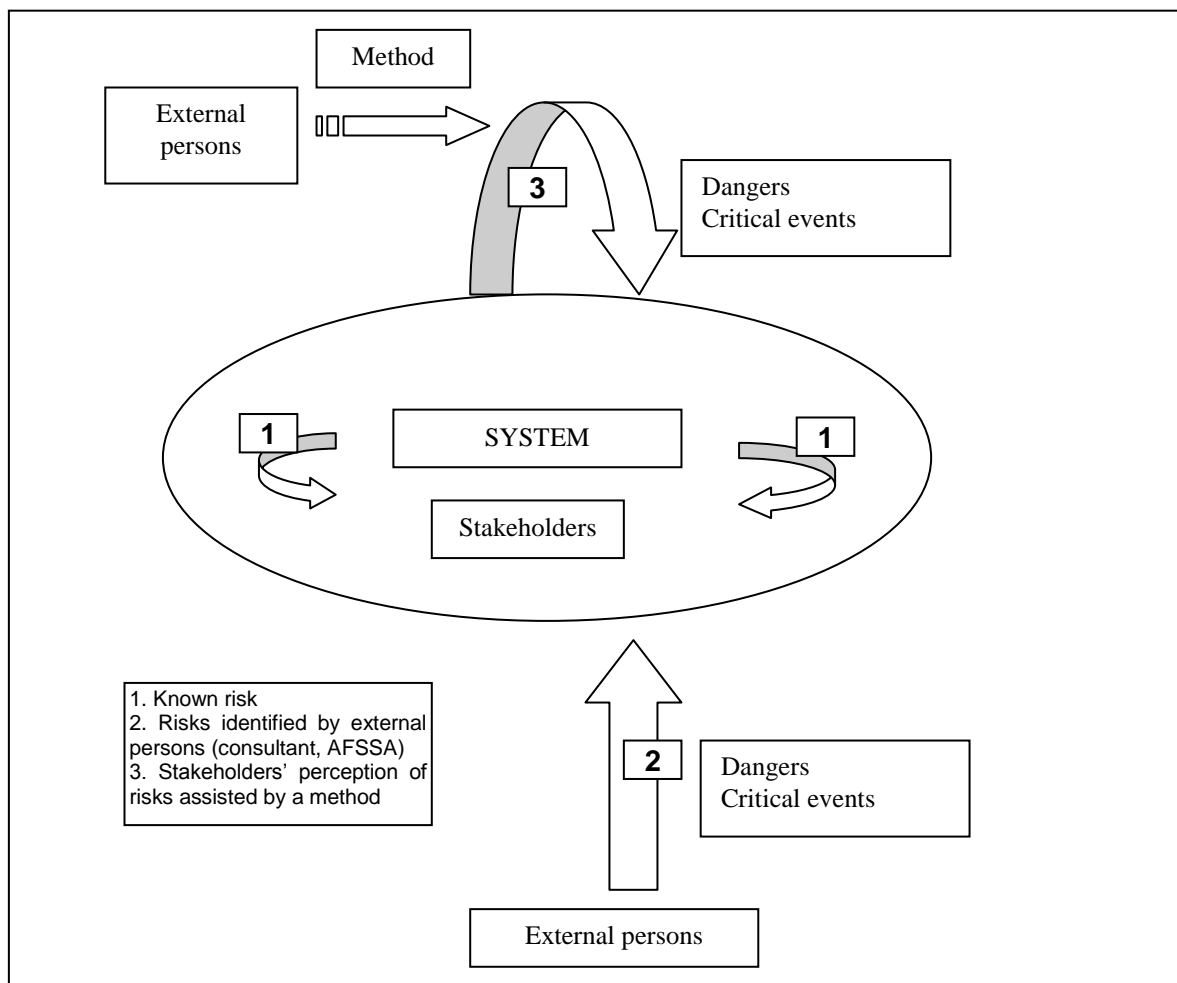 Method
External
persons
3
Dangers
Critical events
1
SYSTEM
1
Stakeholders
1. Known risk
2. Risks identified by external
persons (consultant, AFSSA)
3. Stakeholders' perception of
risks assisted by a method
2
Dangers
Critical events
External persons